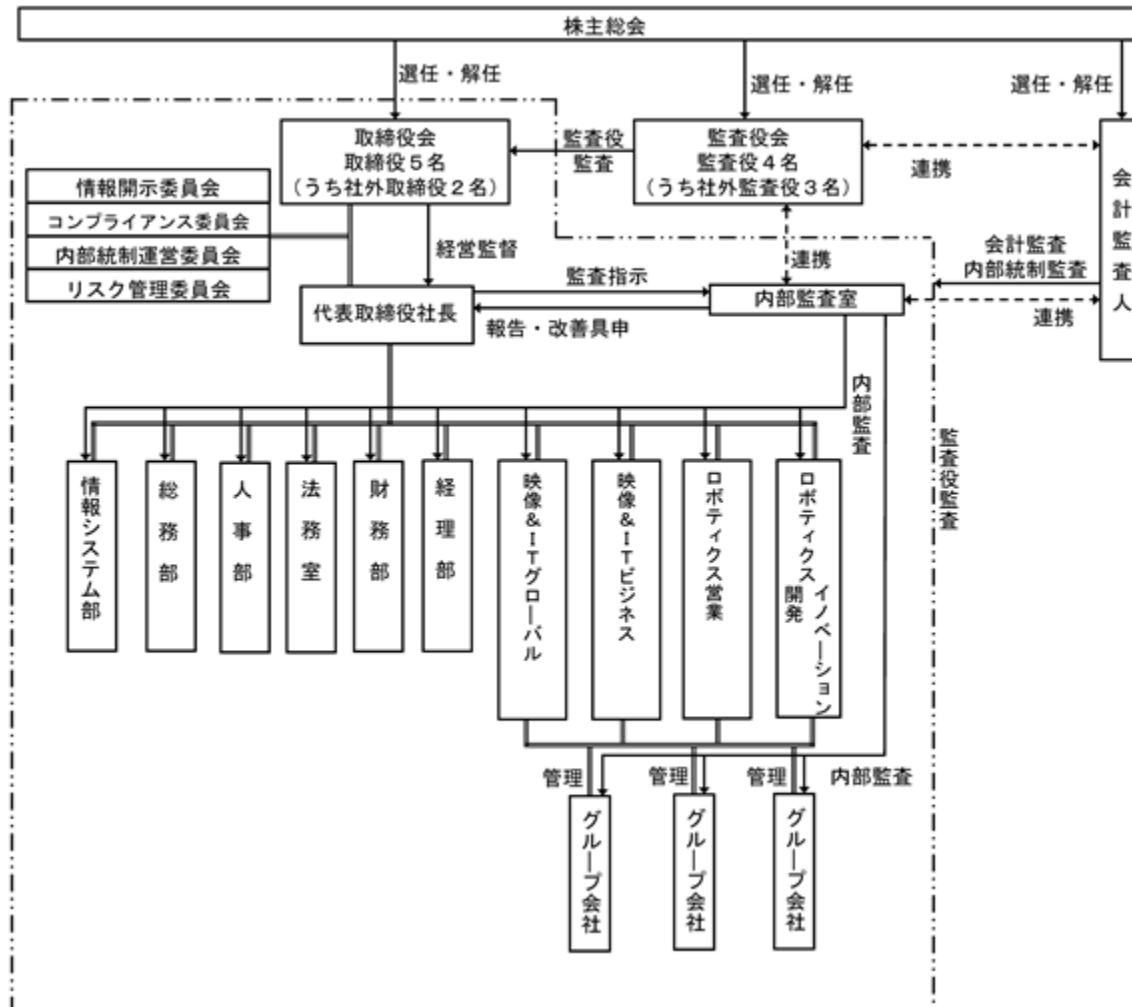 株主総会
選任・解任
選任・解任
選任・解任
取締役会
取締役5名
(うち社外取締役2名)
監査役
監査
監査役会
監査役4名
(うち社外監査役3名)
連携
会計監査人
情報開示委員会
コンプライアンス委員会
内部統制運営委員会
リスク管理委員会
経営監督
連携
会計監査
内部統制監査
監査指示
代表取締役社長
内部監査室
報告・改善具申
連携
内部監査
監査役監査
情報システム部
総務部
人事部
法務室
財務部
経理部
映像&ITグローバル
映像&ITビジネス
ロボティクス営業
ロボティクスイノベーション
開発
管理
管理
管理
内部監査
グループ会社
グループ会社
グループ会社